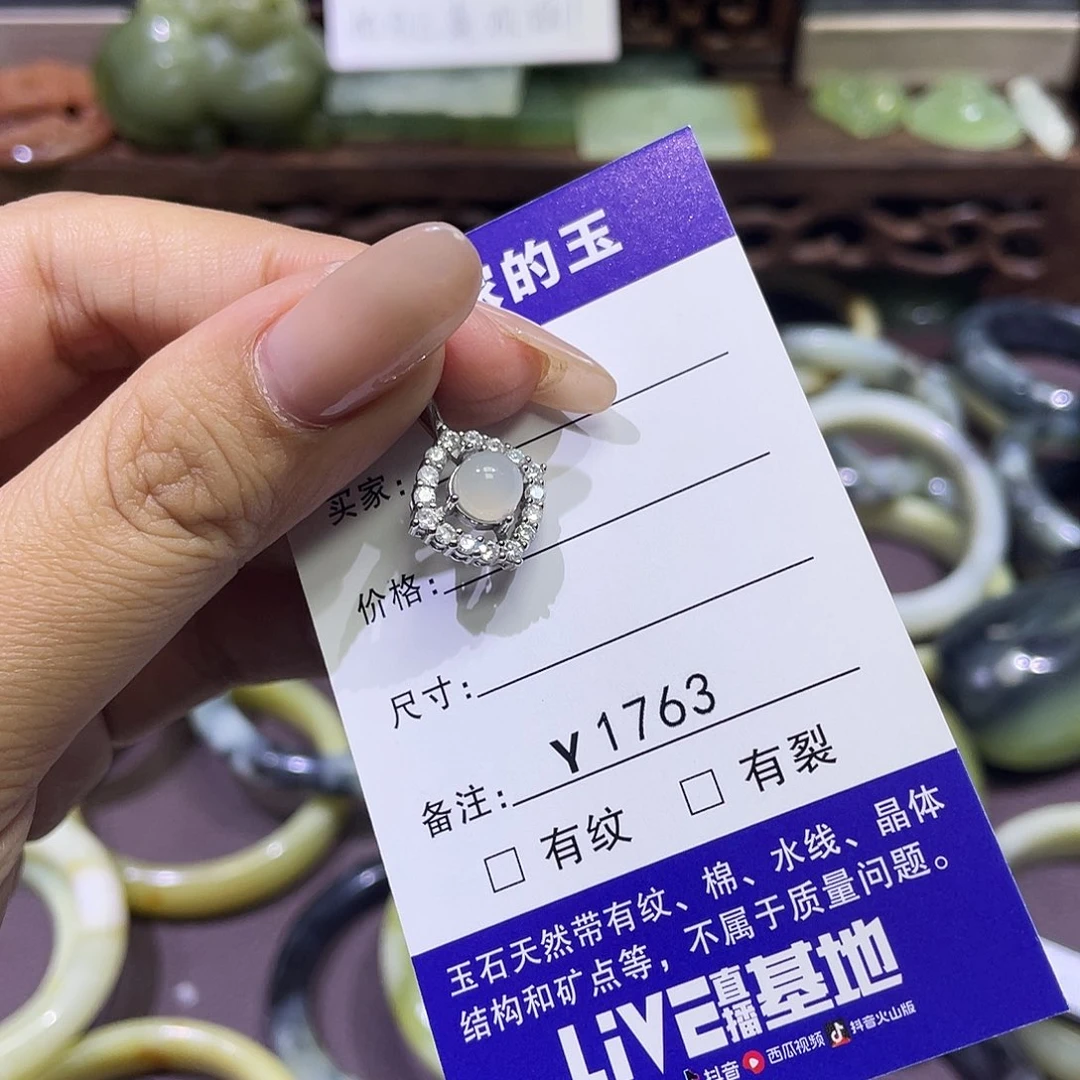 的玉
买家:
价格:
尺寸:
备注: Y1763
□ 有纹 □ 有裂
玉石天然带有纹、棉、水线、晶体
结构和矿点等，不属于质量问题。
LiVE直播基地
抖音 西瓜视频 抖音火山版